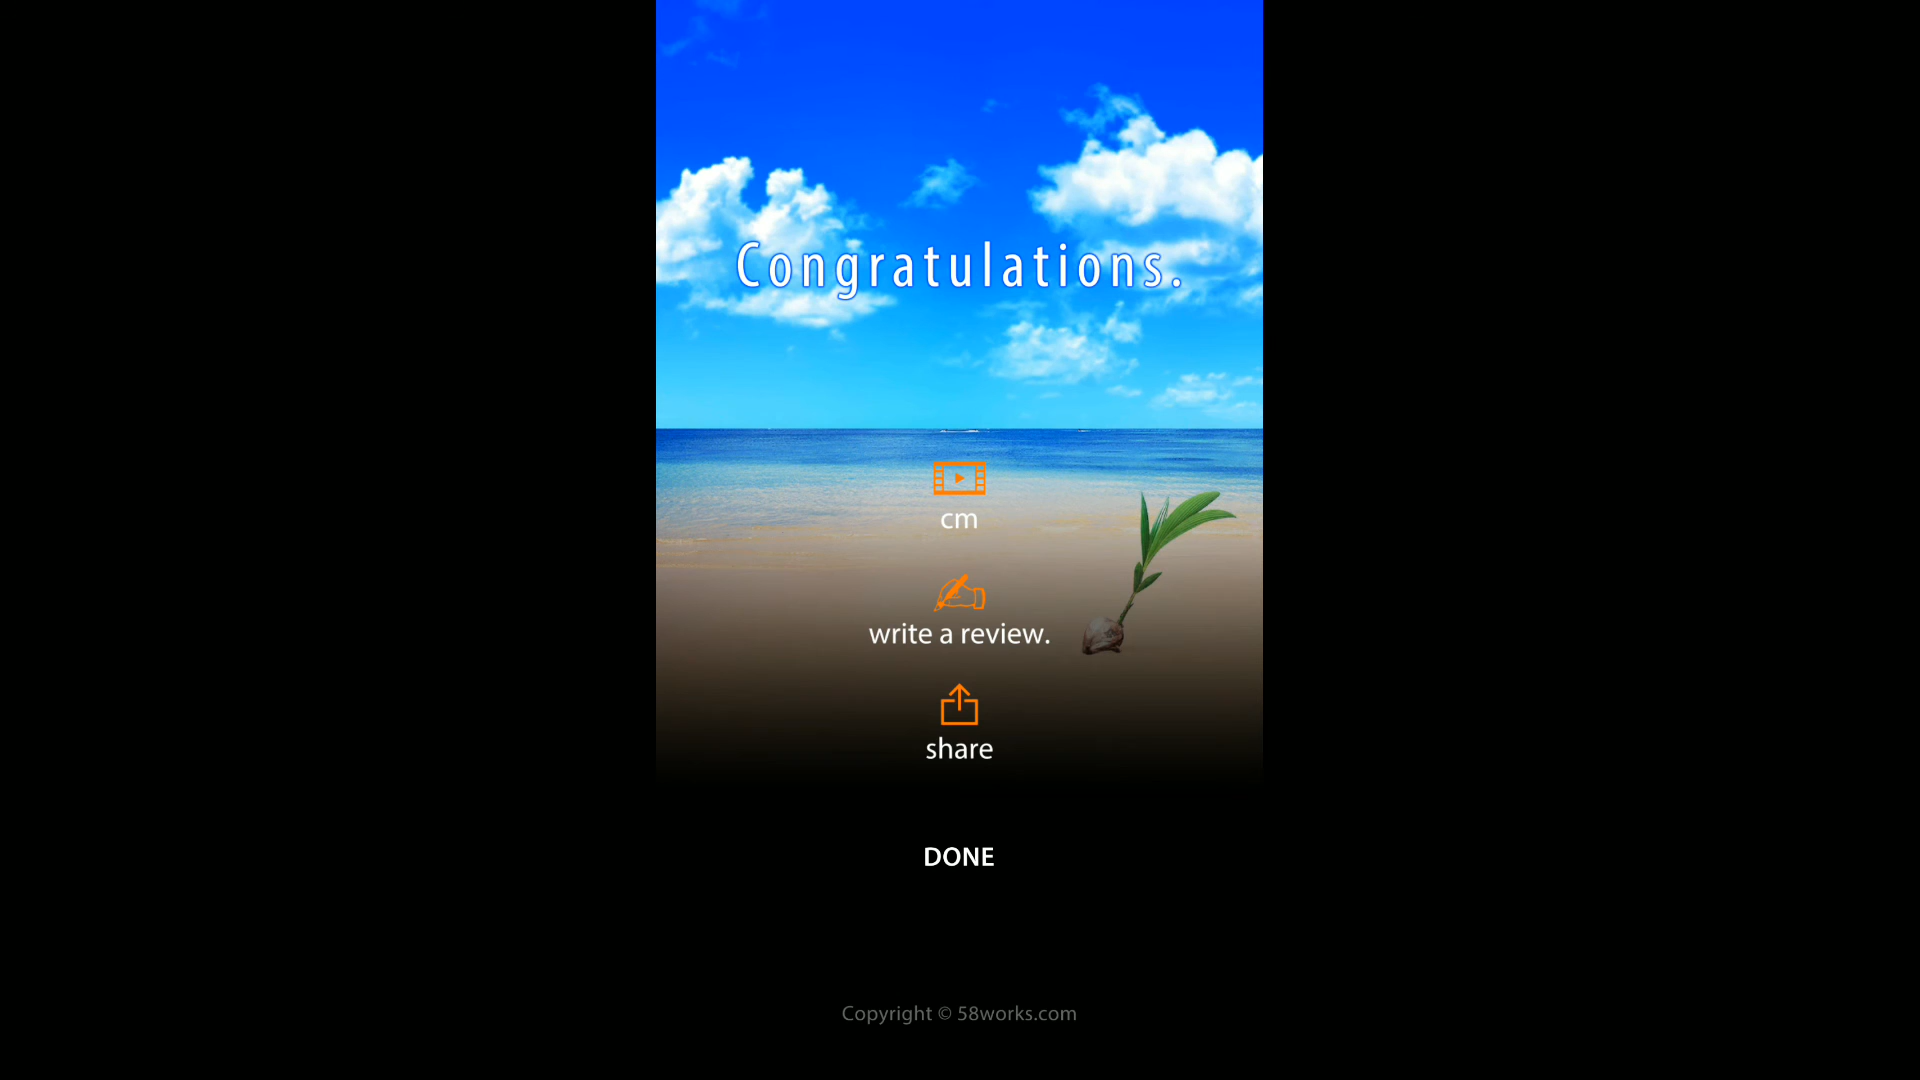 Congratulations.
cm
write a review.
share
DONE
Copyright © 58works.com